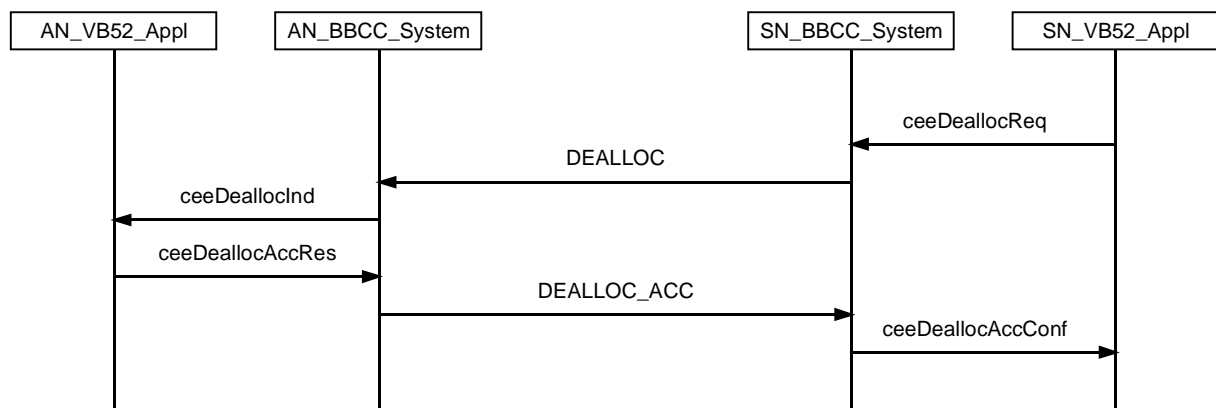 AN_VB52_Appl
AN_BBCC_System
SN_BBCC_System
SN_VB52_Appl
ceeDeallocReq
DEALLOC
ceeDeallocInd
ceeDeallocAccRes
DEALLOC_ACC
ceeDeallocAccConf